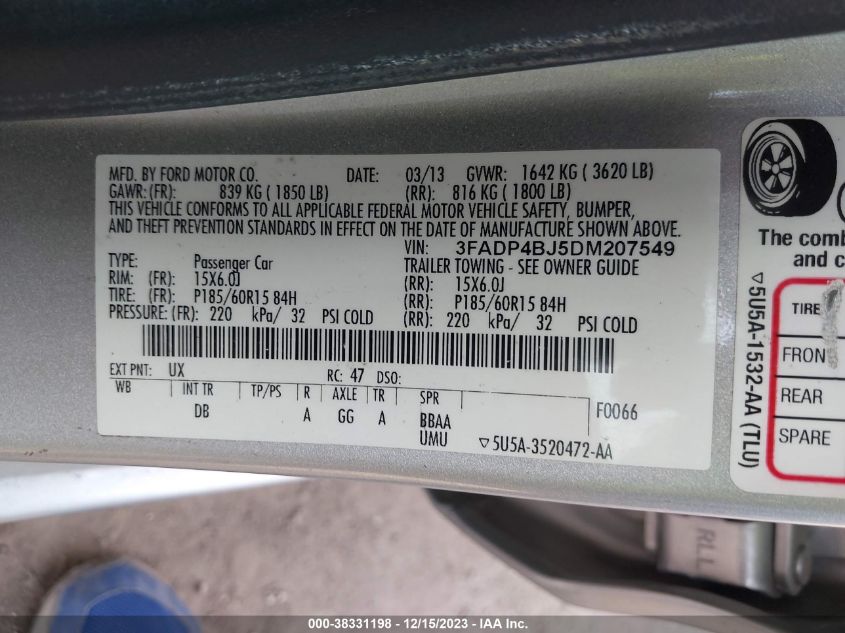 MFD. BY FORD MOTOR CO. DATE: 03/13 GVWR: 1642 KG ( 3620 LB)
GAWR: (FR): 839 KG ( 1850 LB) (RR): 816 KG ( 1800 LB)
THIS VEHICLE CONFORMS TO ALL APPLICABLE FEDERAL MOTOR VEHICLE SAFETY, BUMPER,
AND THEFT PREVENTION STANDARDS IN EFFECT ON THE DATE OF MANUFACTURE SHOWN ABOVE.
VIN: 3FADP4BJ5DM207549
TYPE: Passenger Car TRAILER TOWING - SEE OWNER GUIDE
RIM: (FR): 15X6.0J (RR): 15X6.0J
TIRE: (FR): P185/60R15 84H (RR): P185/60R15 84H
PRESSURE: (FR): 220 kPa/ 32 PSI COLD (RR): 220 kPa/ 32 PSI COLD
EXT PNT: UX RC: 47 DSO:
WB INT TR TP/PS R AXLE TR SPR
DB A GG A BBAA F0066
UMU ▽5U5A-3520472-AA
The comb
and c
TIRE
FRON
REAR
SPARE
▽5U5A-1532-AA (TLU)
RLL
000-38331198 - 12/15/2023 - IAA Inc.